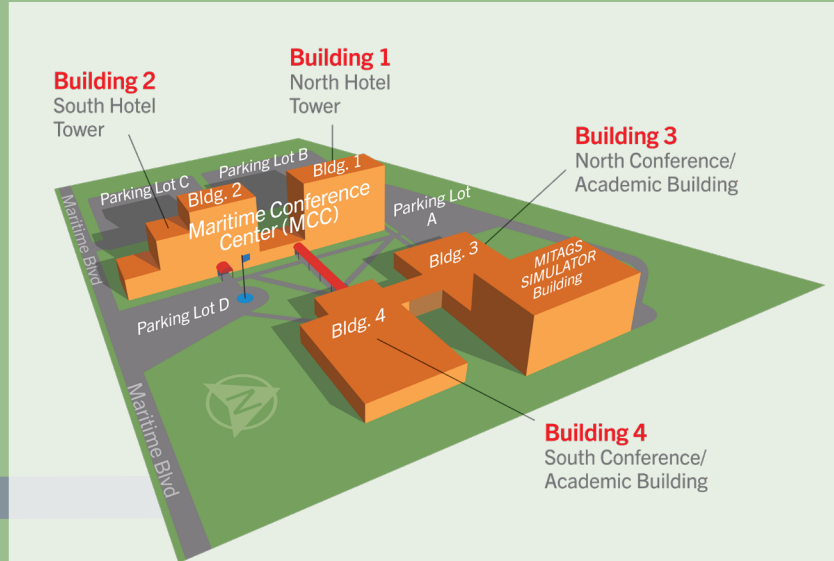 Building 1
North Hotel
Tower
Building 2
South Hotel
Tower
Building 3
North Conference/
Academic Building
Parking Lot B
Parking Lot C
Bldg. 1
Bldg. 2
Maritime Conference
Center (MCC)
Parking Lot
A
Maritime Blvd
Bldg. 3
MITAGS
SIMULATOR
Building
Parking Lot D
Bldg. 4
N
Maritime Blvd
Building 4
South Conference/
Academic Building